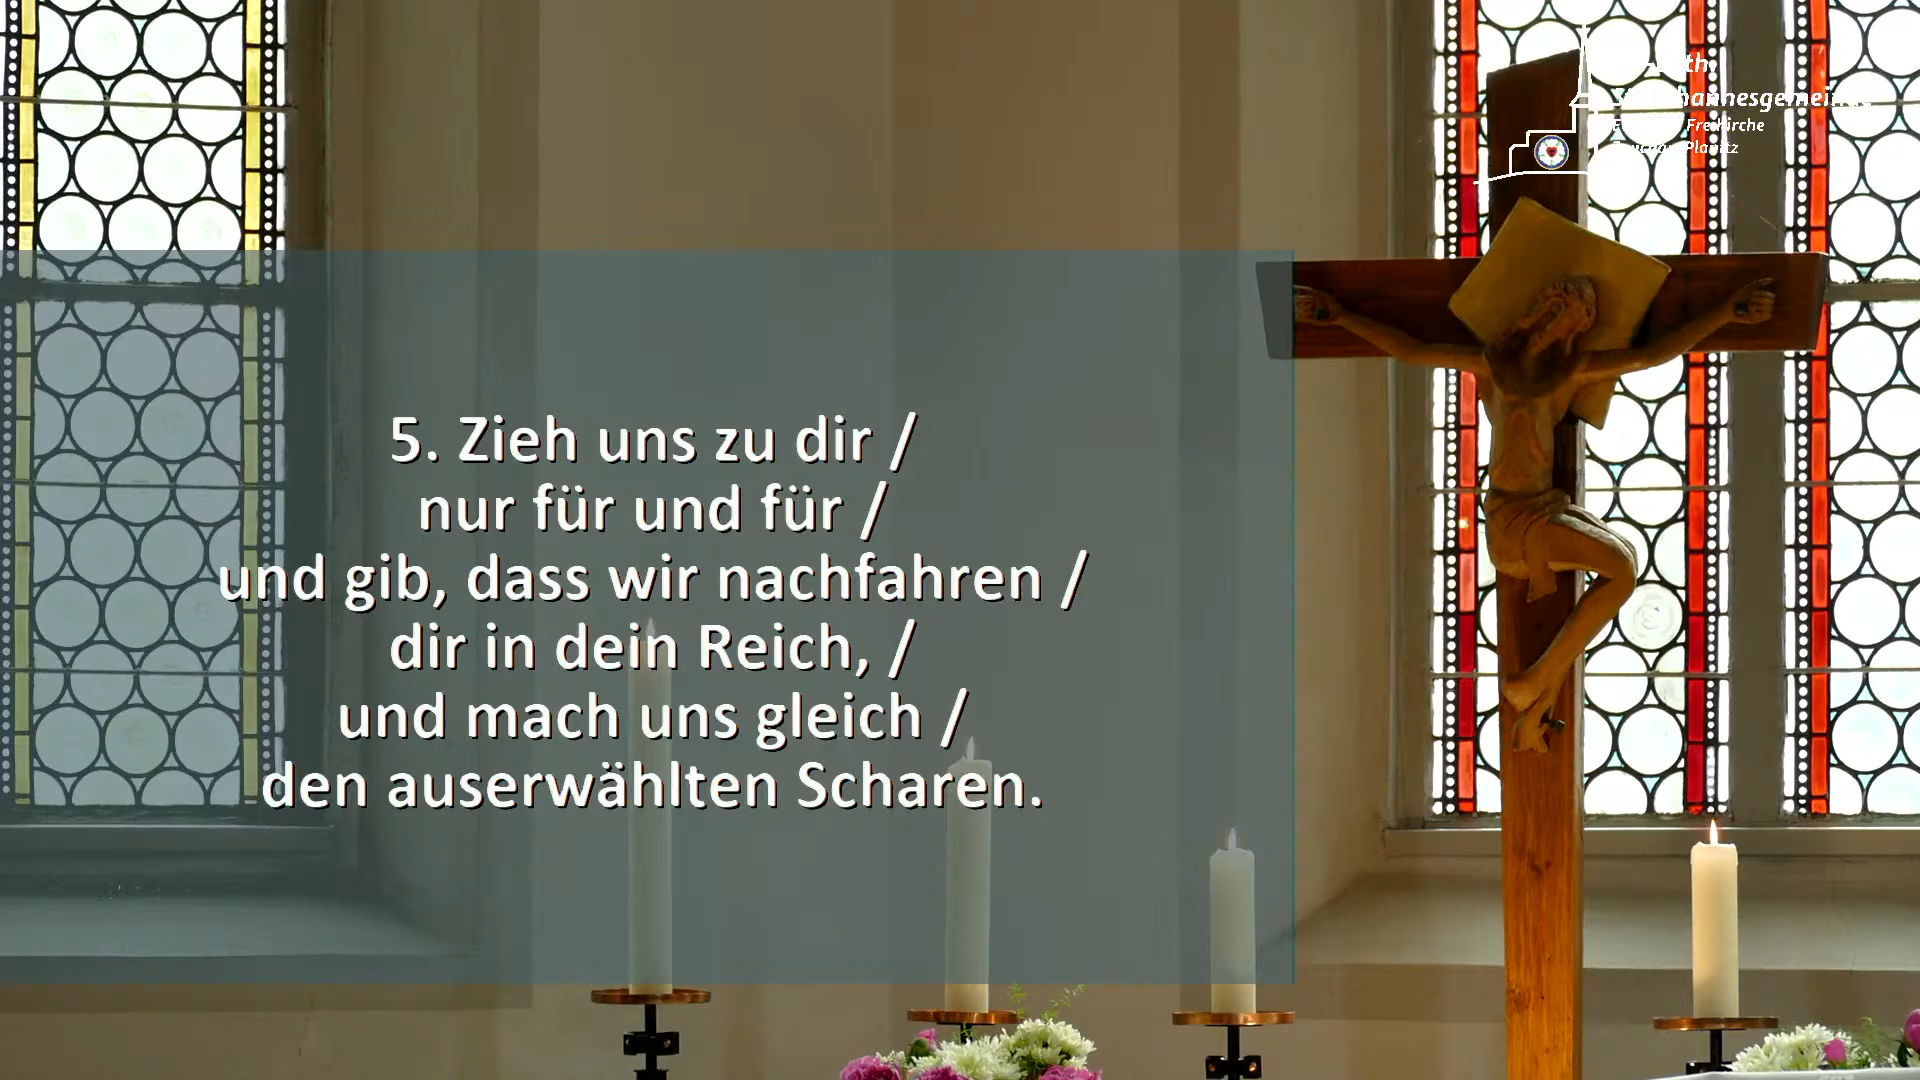 5. Zieh uns zu dir /
nur für und für /
und gib, dass wir nachfahren /
dir in dein Reich, /
und mach uns gleich /
den auserwählten Scharen.
Freikirche